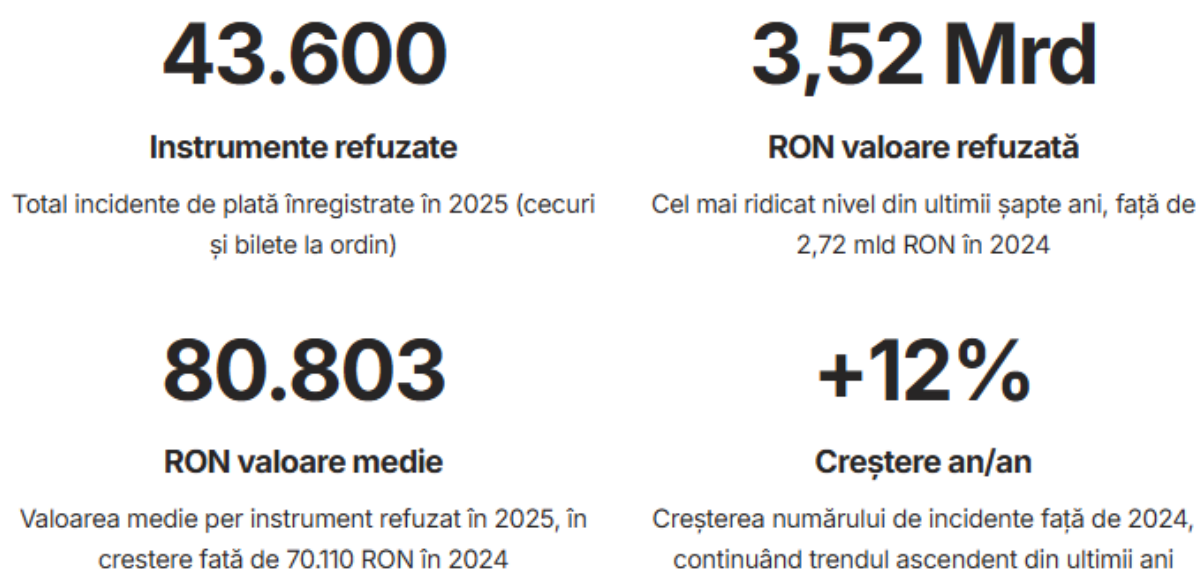 43.600
Instrumente refuzate
Total incidente de plată înregistrate în 2025 (cecuri
și bilete la ordin)
3,52 Mrd
RON valoare refuzată
Cel mai ridicat nivel din ultimii șapte ani, față de
2,72 mld RON în 2024
80.803
RON valoare medie
Valoarea medie per instrument refuzat în 2025, în
creștere față de 70.110 RON în 2024
+12%
Creștere an/an
Creșterea numărului de incidente față de 2024,
continuând trendul ascendent din ultimii ani